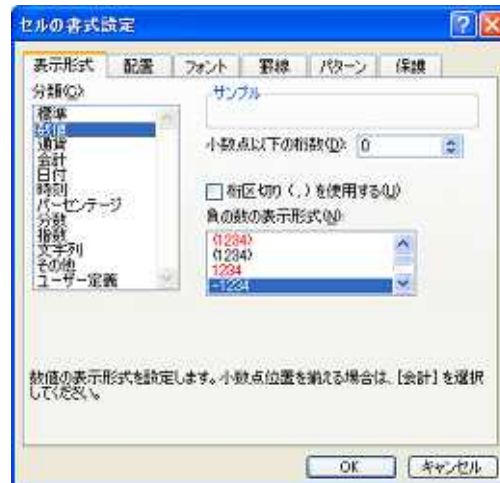 セルの書式設定
表示形式 配置 フォント 罫線 パターン 保護
分類(C)
標準
数値
通貨
会計
日付
時刻
パーセンテージ
分数
指数
文字列
その他
ユーザー定義
サンプル
小数点以下の桁数(D): 0
桁区切り(,)を使用する(U)
負の数の表示形式(N)
(1234)
(1234)
1234
-1234
数値の表示形式を設定します。小数点位置を揃える場合は、[会計]を選択
してください。
OK キャンセル